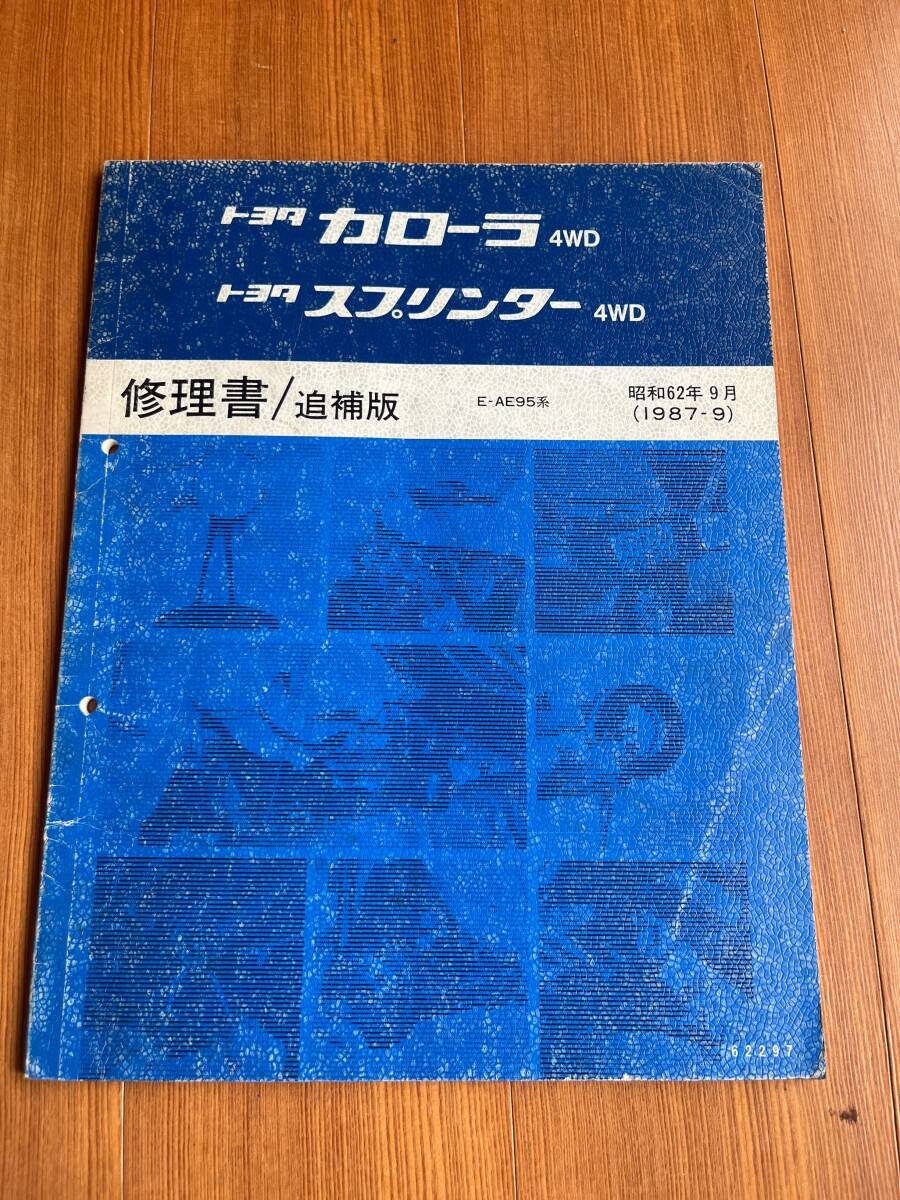 トヨタ カローラ 4WD
トヨタ スプリンター 4WD
修理書/追補版 E-AE95系 昭和62年9月
(1987-9)
62297